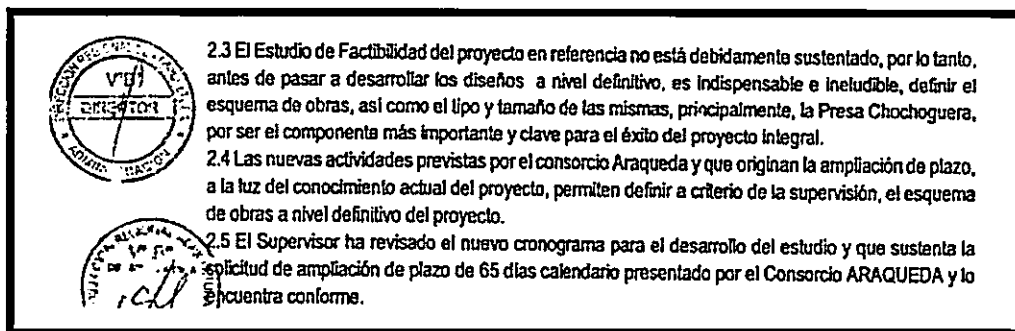 2.3 El Estudio de Factibilidad del proyecto en referencia no está debidamente sustentado, por lo tanto,
antes de pasar a desarrollar los diseños a nivel definitivo, es indispensable e ineludible, definir el
esquema de obras, asi como el tipo y tamaño de las mismas, principalmente, la Presa Chochoguera,
por ser el componente más importante y clave para el éxito del proyecto integral.
2.4 Las nuevas actividades previstas por el consorcio Araqueda y que originan la ampliación de plazo,
a la luz del conocimiento actual del proyecto, permiten definir a criterio de la supervisión, el esquema
de obras a nivel definitivo del proyecto.
2.5 El Supervisor ha revisado el nuevo cronograma para el desarrollo del estudio y que sustenta la
solicitud de ampliación de plazo de 65 días calendario presentado por el Consorcio ARAQUEDA y lo
encuentra conforme.
DIRECTOR